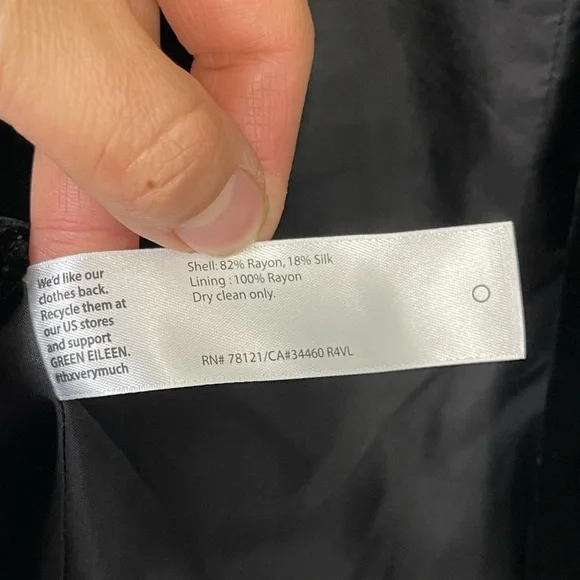 We'd like our
clothes back.
Recycle them at
our US stores
and support
GREEN EILEEN.
#thxverymuch
Shell: 82% Rayon, 18% Silk
Lining : 100% Rayon
Dry clean only.
RN# 78121/CA#34460 R4VL